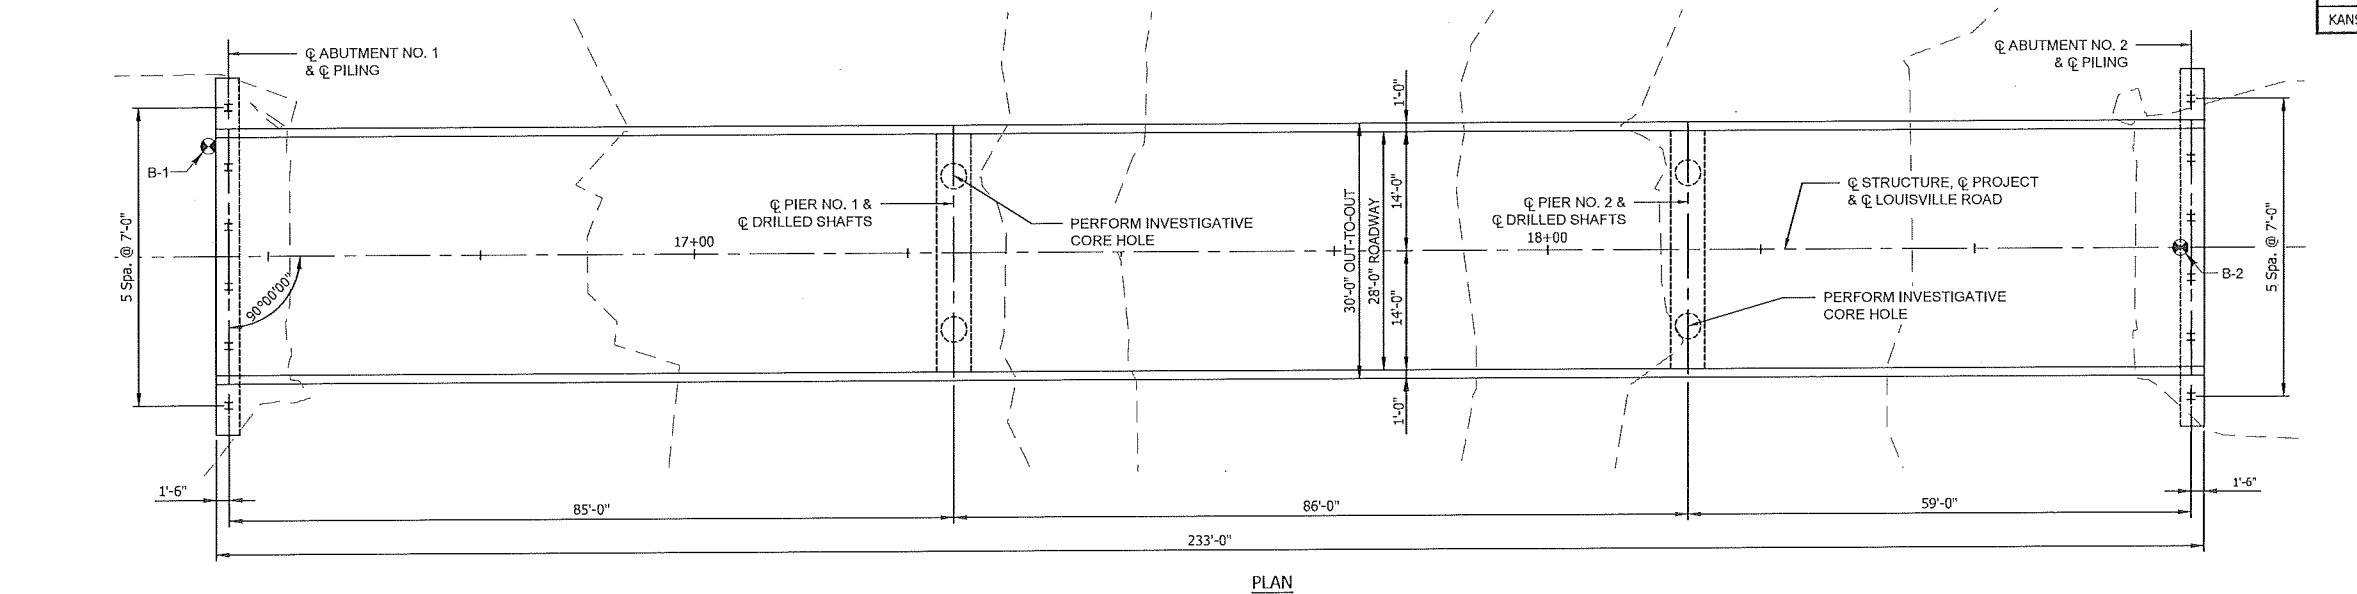 KANS
℄ ABUTMENT NO. 1
& ℄ PILING
℄ ABUTMENT NO. 2
& ℄ PILING
1'-0"
B-1
5 Spa. @ 7'-0"
90°00'00"
17+00
℄ PIER NO. 1 &
℄ DRILLED SHAFTS
PERFORM INVESTIGATIVE
CORE HOLE
30'-0" OUT-TO-OUT
28'-0" ROADWAY
14'-0"
14'-0"
1'-0"
℄ PIER NO. 2 &
℄ DRILLED SHAFTS
18+00
℄ STRUCTURE, ℄ PROJECT
& ℄ LOUISVILLE ROAD
PERFORM INVESTIGATIVE
CORE HOLE
B-2
5 Spa. @ 7'-0"
1'-6"
85'-0"
86'-0"
59'-0"
1'-6"
233'-0"
PLAN